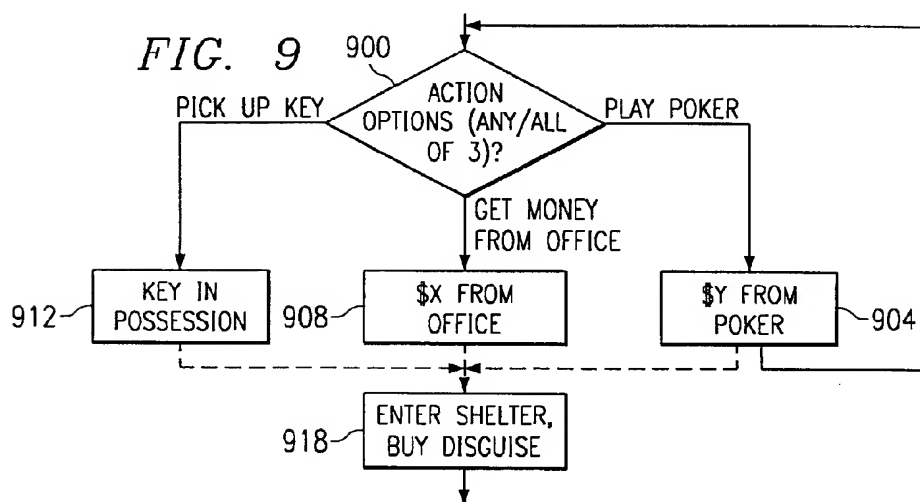 FIG. 9
900
ACTION
OPTIONS (ANY/ALL
OF 3)?
PICK UP KEY
PLAY POKER
GET MONEY
FROM OFFICE
912
KEY IN
POSSESSION
908
$X FROM
OFFICE
$Y FROM
POKER
904
918
ENTER SHELTER,
BUY DISGUISE